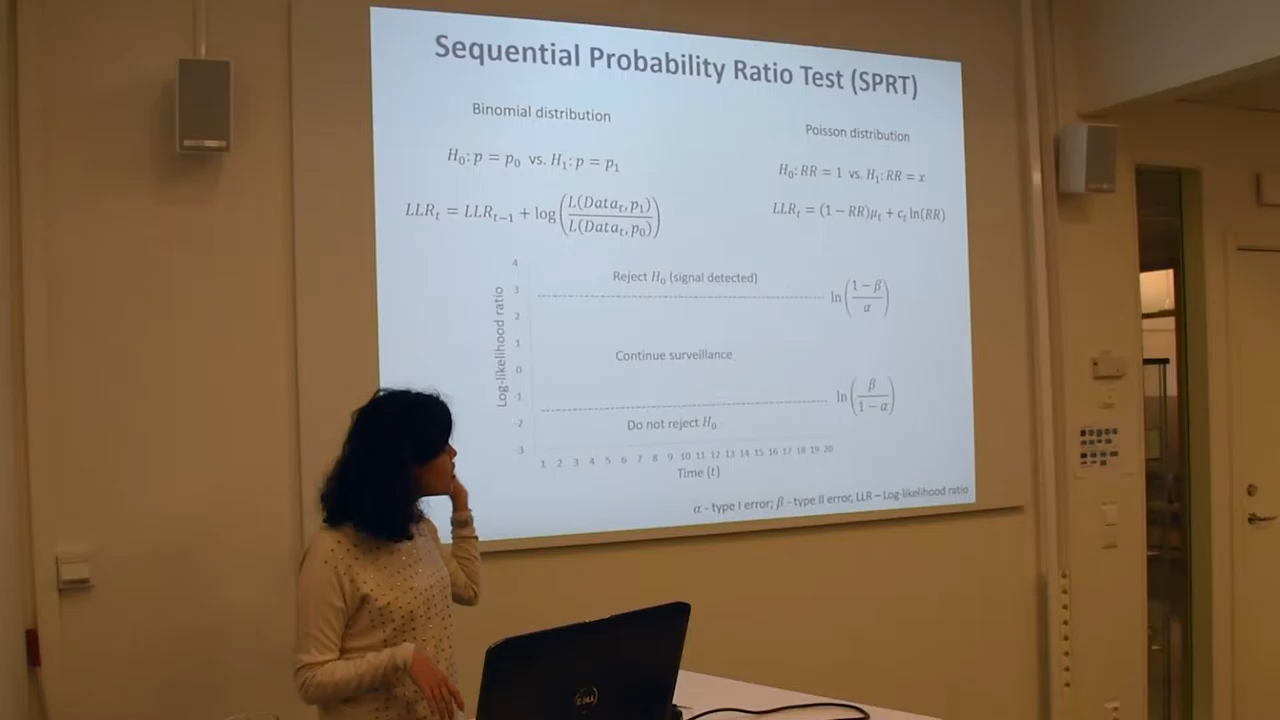 Sequential Probability Ratio Test (SPRT)
Binomial distribution
Poisson distribution
H₀: p = p₀ vs. H₁: p = p₁
H₀: RR = 1 vs. H₁: RR = x
LLRₜ = LLRₜ₋₁ + log(L(Dataₜ, p₁)/L(Dataₜ, p₀))
LLRₜ = (1 − RR)μₜ + cₜ ln(RR)
4
3
2
1
0
-1
-2
-3
Log-likelihood ratio
Reject H₀ (signal detected)
ln((1 − β)/α)
Continue surveillance
ln(β/(1 − α))
Do not reject H₀
1 2 3 4 5 6 7 8 9 10 11 12 13 14 15 16 17 18 19 20
Time (t)
α - type I error; β - type II error, LLR – Log-likelihood ratio
DELL